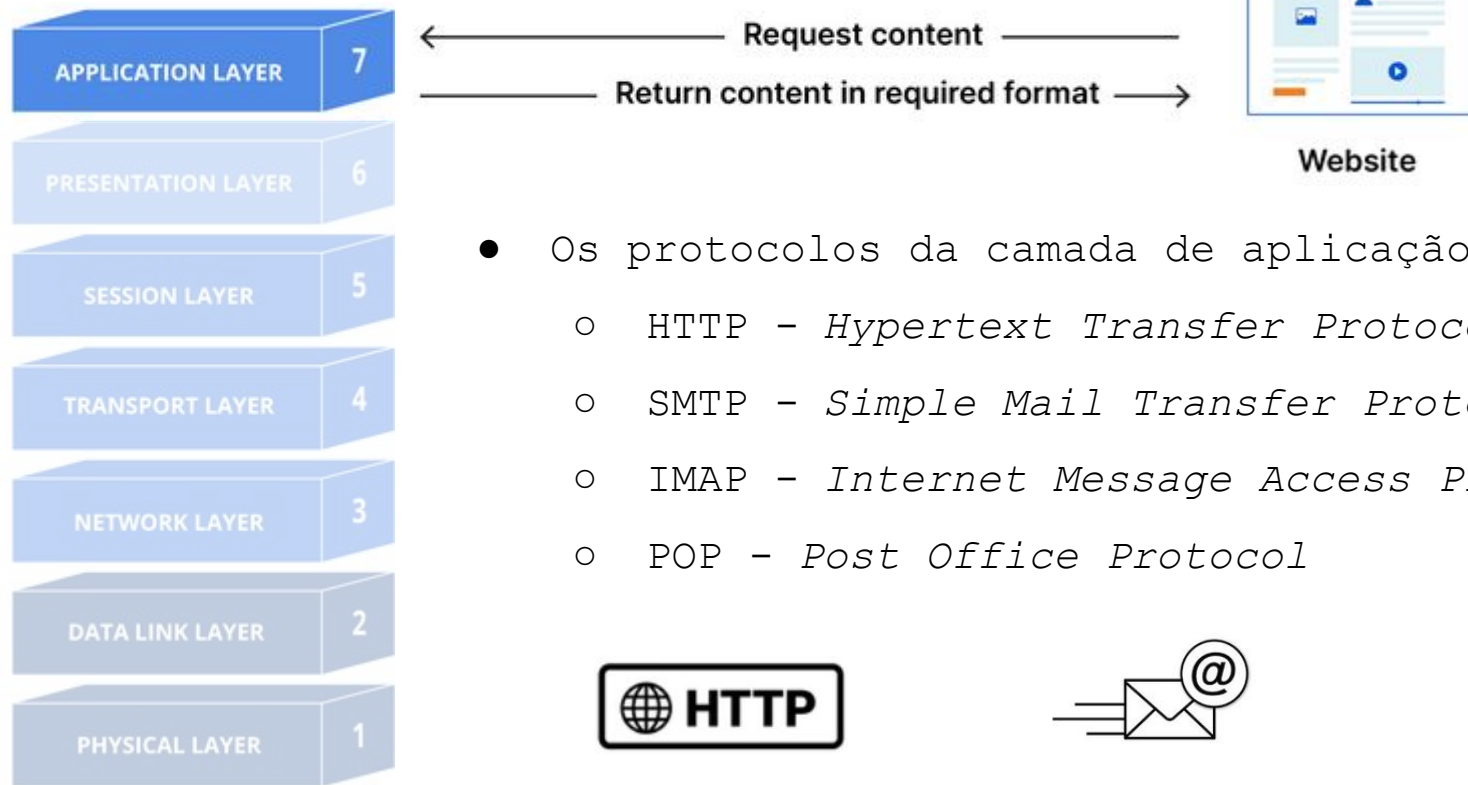 APPLICATION LAYER 7
Request content
Return content in required format
Website
PRESENTATION LAYER 6
SESSION LAYER 5
TRANSPORT LAYER 4
NETWORK LAYER 3
DATA LINK LAYER 2
PHYSICAL LAYER 1
● Os protocolos da camada de aplicação
○ HTTP - Hypertext Transfer
○ SMTP - Simple Mail Transfer
○ IMAP - Internet Message Access
○ POP - Post Office Protocol
HTTP
@